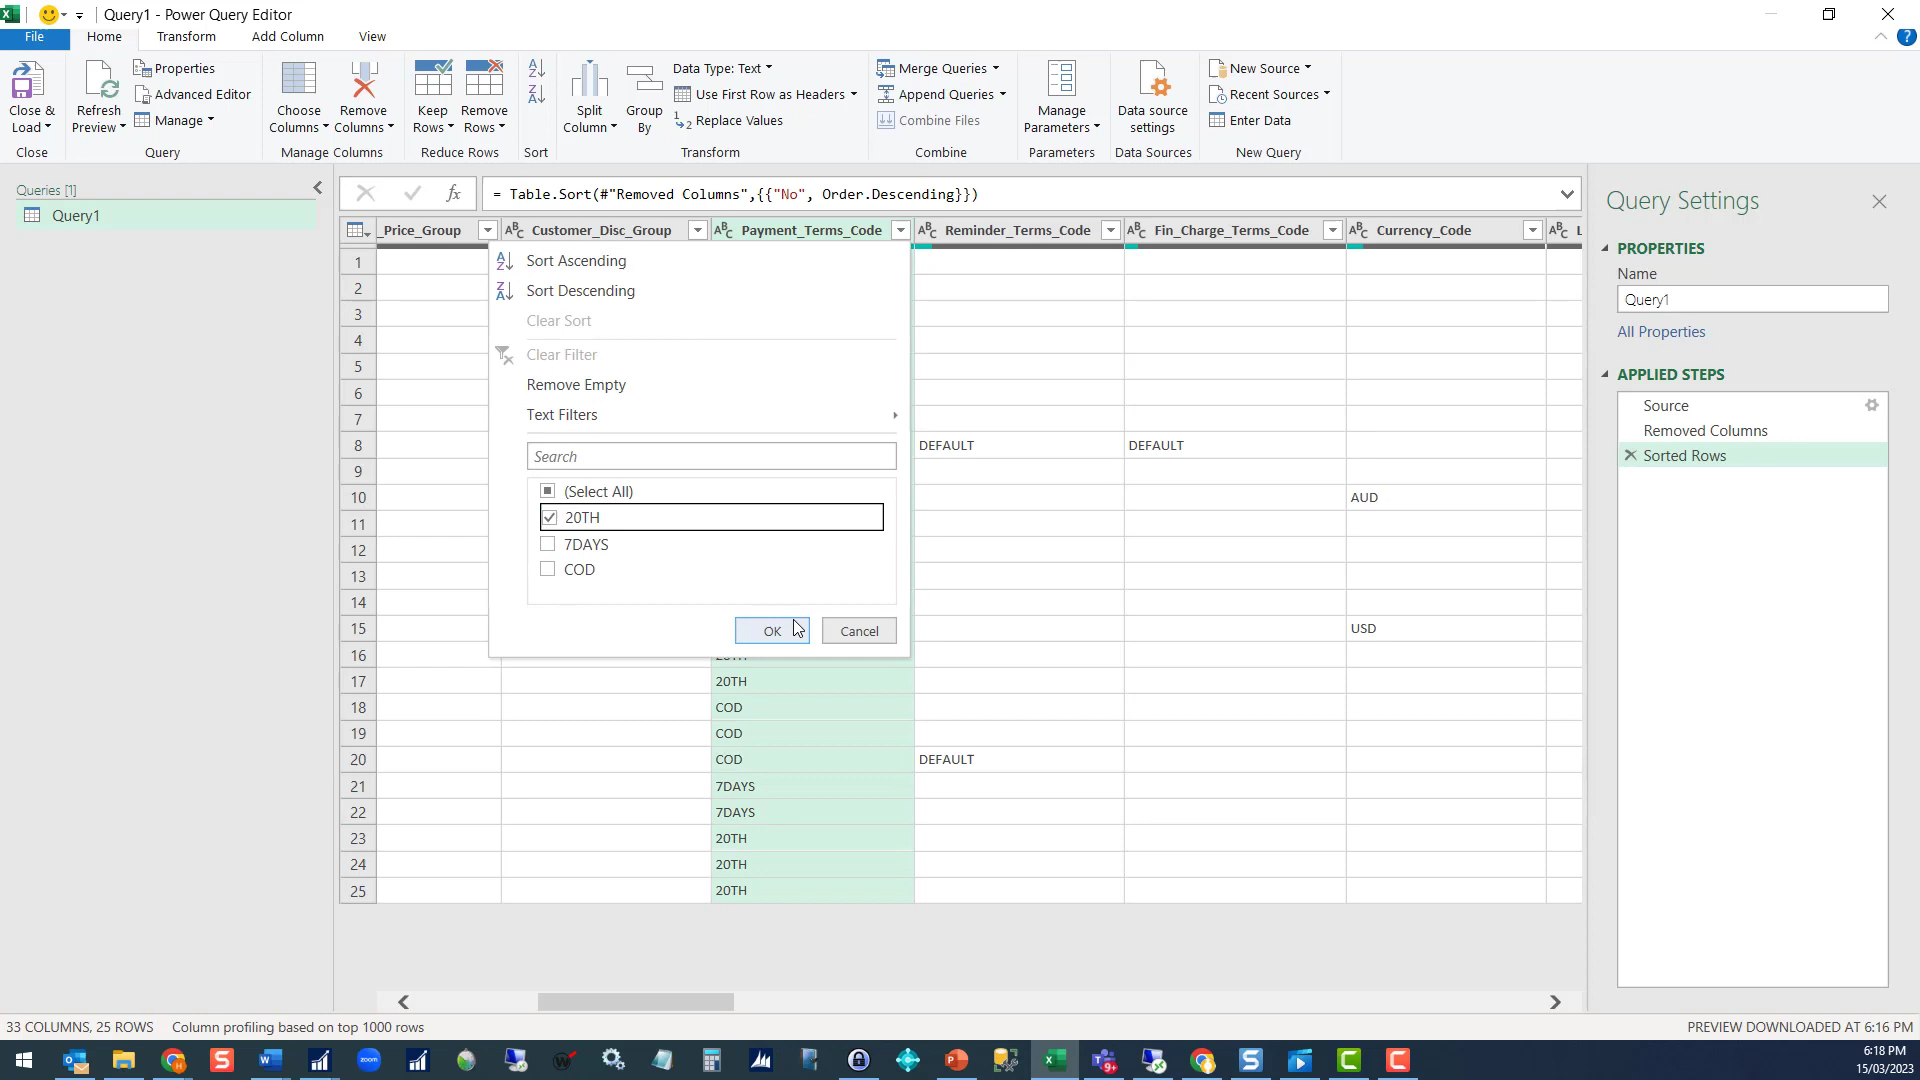 Query1 - Power Query Editor
File Home Transform Add Column View
Close & Load
Close
Refresh Preview
Properties
Advanced Editor
Manage
Query
Choose Columns
Remove Columns
Manage Columns
Keep Rows
Remove Rows
Reduce Rows
Sort
Split Column
Group By
Data Type: Text
Use First Row as Headers
Replace Values
Transform
Merge Queries
Append Queries
Combine Files
Combine
Manage Parameters
Parameters
Data source settings
Data Sources
New Source
Recent Sources
Enter Data
New Query
Queries [1]
Query1
fx = Table.Sort(#"Removed Columns",{{"No", Order.Descending}})
_Price_Group Customer_Disc_Group Payment_Terms_Code Reminder_Terms_Code Fin_Charge_Terms_Code Currency_Code
Sort Ascending
Sort Descending
Clear Sort
Clear Filter
Remove Empty
Text Filters
Search
(Select All)
20TH
7DAYS
COD
OK Cancel
1
2
3
4
5
6
7
8 DEFAULT DEFAULT
9
10 AUD
11
12
13
14
15 USD
16 20TH
17 20TH
18 COD
19 COD
20 COD DEFAULT
21 7DAYS
22 7DAYS
23 20TH
24 20TH
25 20TH
Query Settings
PROPERTIES
Name
Query1
All Properties
APPLIED STEPS
Source
Removed Columns
Sorted Rows
33 COLUMNS, 25 ROWS Column profiling based on top 1000 rows
PREVIEW DOWNLOADED AT 6:16 PM
6:18 PM
15/03/2023